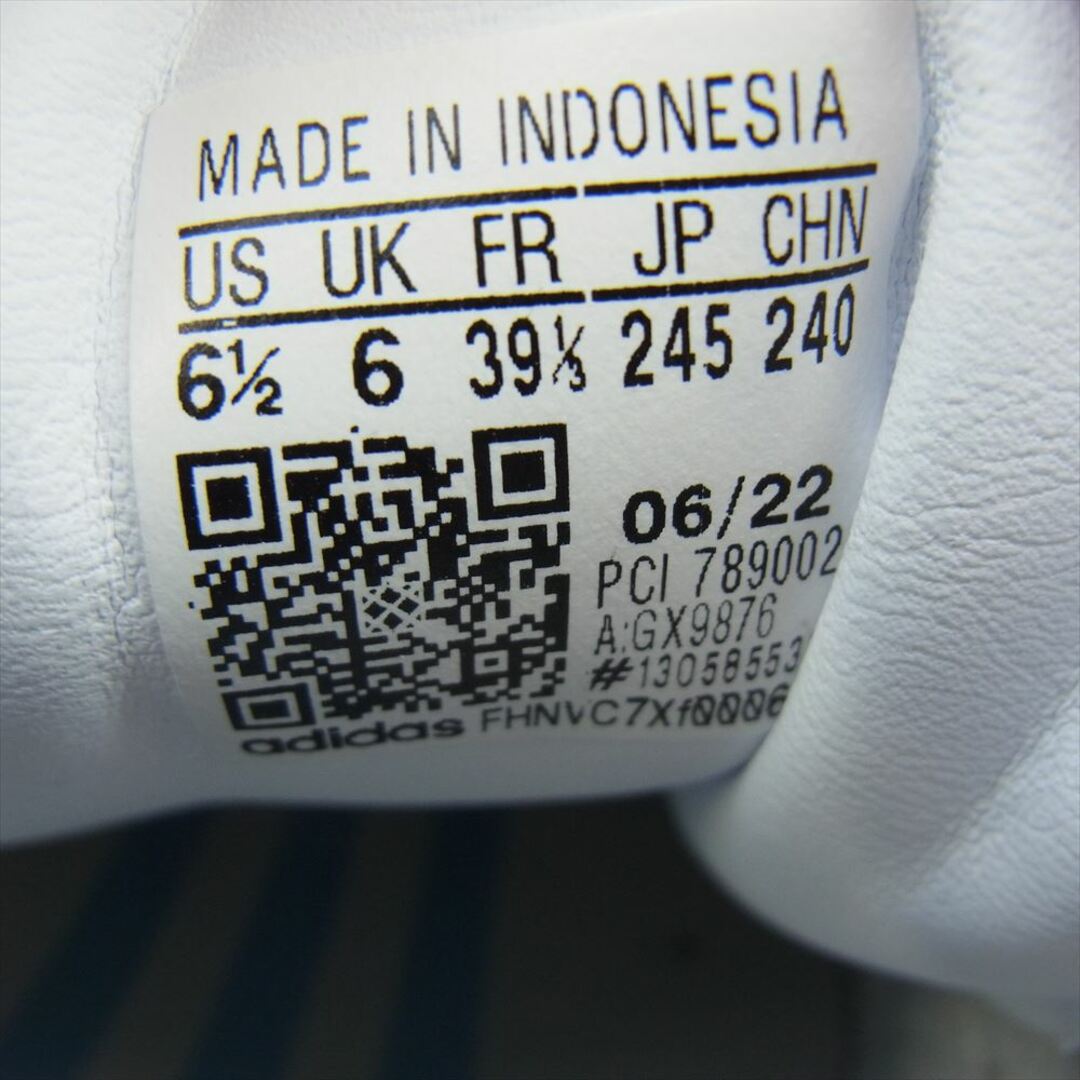 MADE IN INDONESIA
US UK FR JP CHN
6½ 6 39⅓ 245 240
06/22
PCI 789002
A:GX9876
#13058553
adidas FHNVC7Xf0006